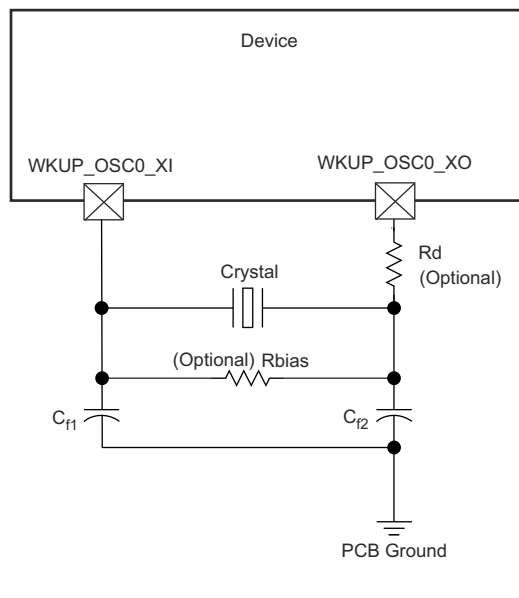 Device
WKUP_OSC0_XI
WKUP_OSC0_XO
Rd
(Optional)
Crystal
(Optional) Rbias
Cf1
Cf2
PCB Ground